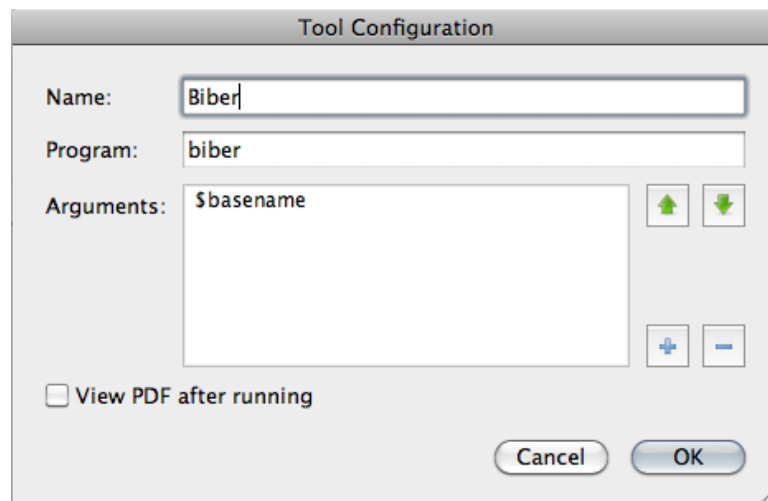 Tool Configuration
Name: Biber
Program: biber
Arguments: $basename
View PDF after running
Cancel OK